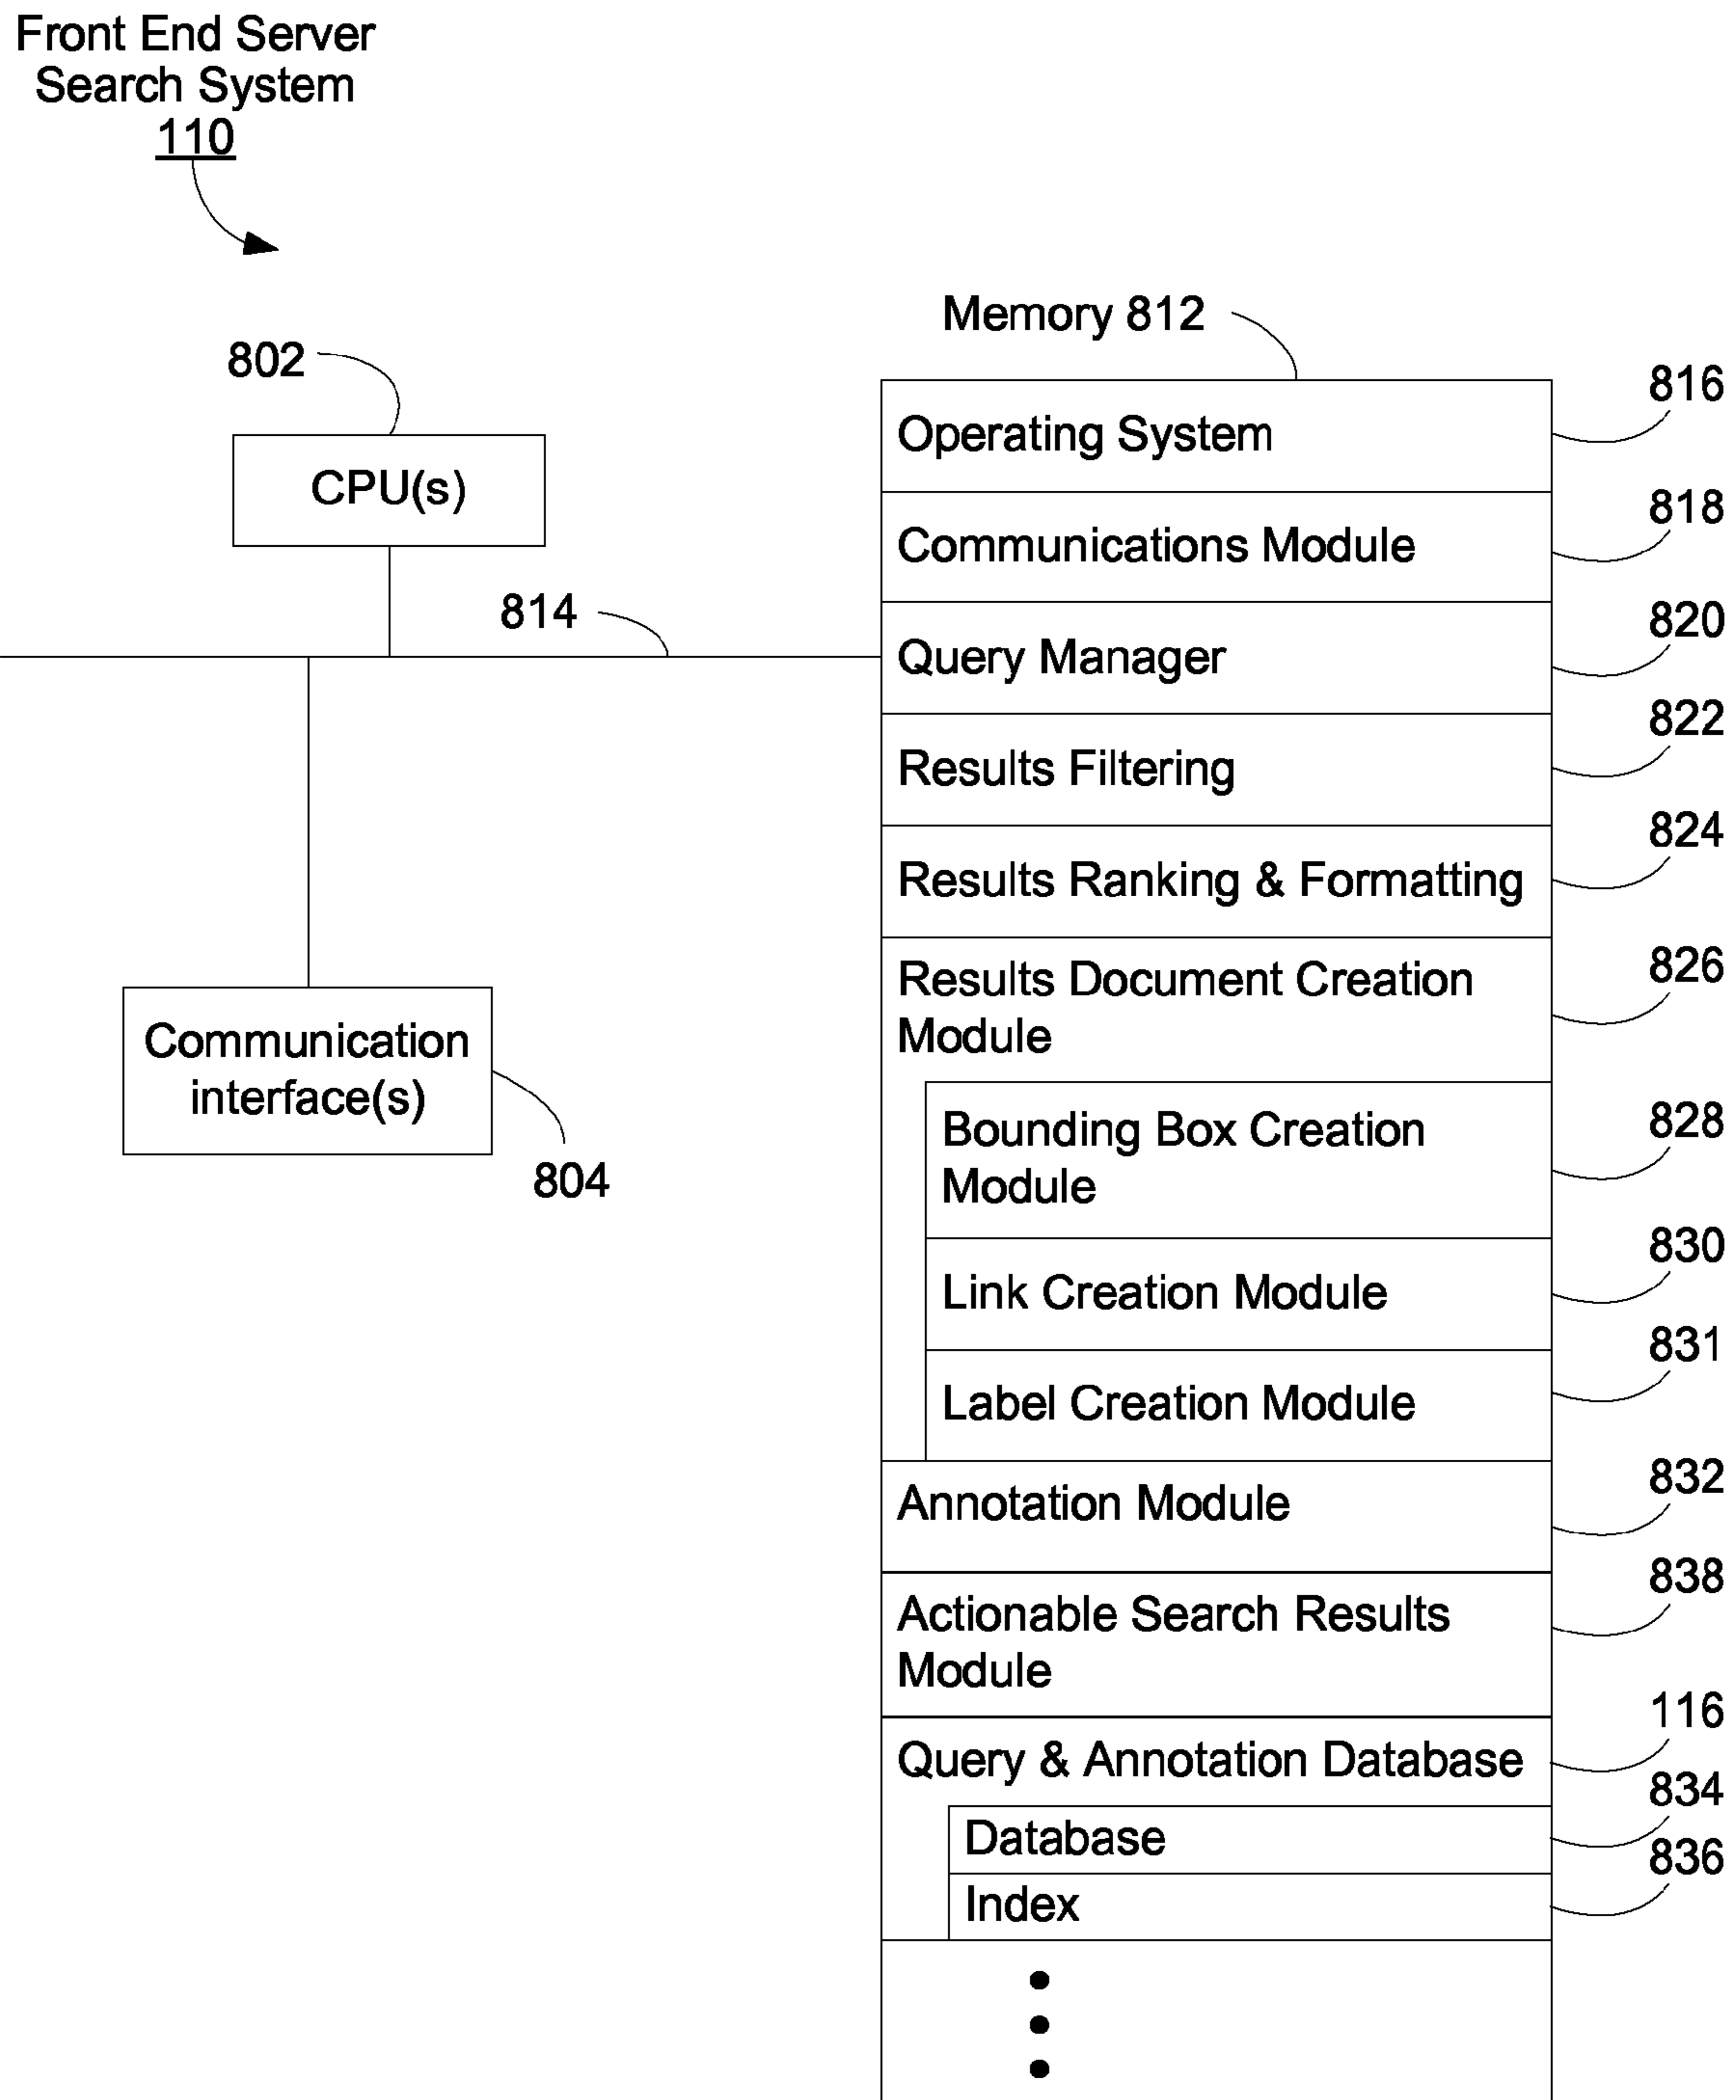 Front End Server
Search System
110
Memory 812
802
CPU(s)
814
Communication
interface(s)
804
Operating System
816
Communications Module
818
Query Manager
820
Results Filtering
822
Results Ranking & Formatting
824
Results Document Creation
Module
826
Bounding Box Creation
Module
828
Link Creation Module
830
Label Creation Module
831
Annotation Module
832
Actionable Search Results
Module
838
Query & Annotation Database
116
Database
834
Index
836